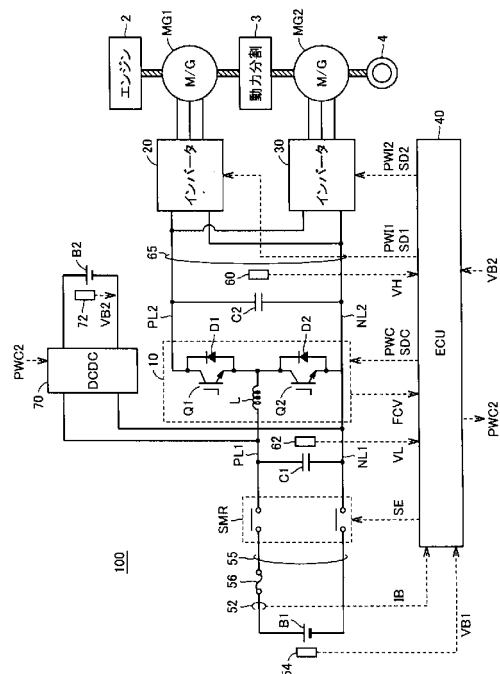 100
エンジン
2
MG1
M/G
3
動力分割
MG2
M/G
4
20
インバータ
30
インバータ
40
ECU
PWI2
SD2
PWI1
SD1
65
60
VH
B2
72
VB2
PWC2
70
DCDC
PL2
C2
NL2
10
D1
Q1
L
D2
Q2
PWC
SDC
FCV
VB2
PWC2
PL1
62
C1
NL1
VL
SMR
SE
55
56
52
IB
B1
54
VB1